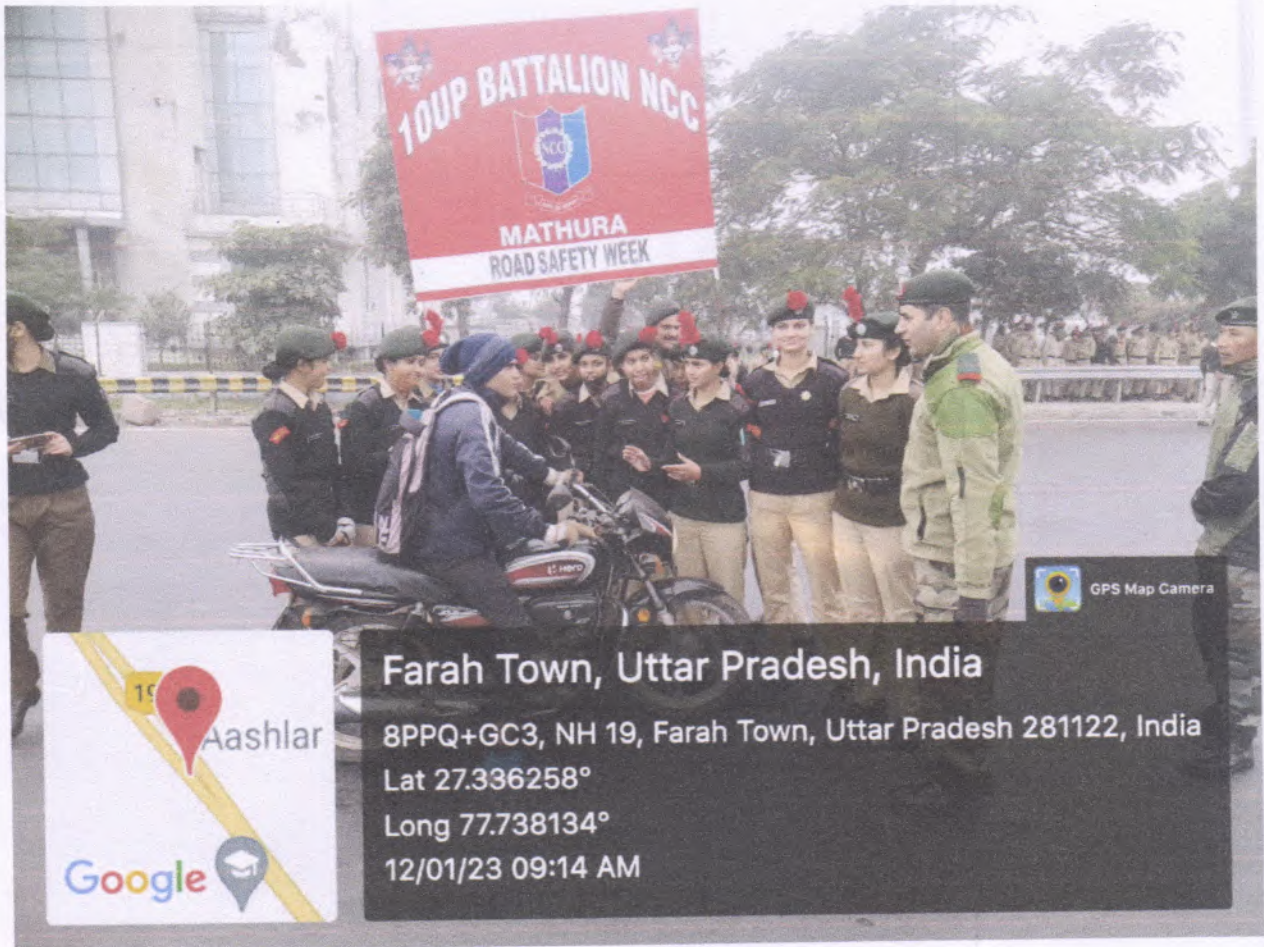 10UP BATTALION NCC
NCC
MATHURA
ROAD SAFETY WEEK
Hero
GPS Map Camera
19
Aashlar
Google
Farah Town, Uttar Pradesh, India
8PPQ+GC3, NH 19, Farah Town, Uttar Pradesh 281122, India
Lat 27.336258°
Long 77.738134°
12/01/23 09:14 AM